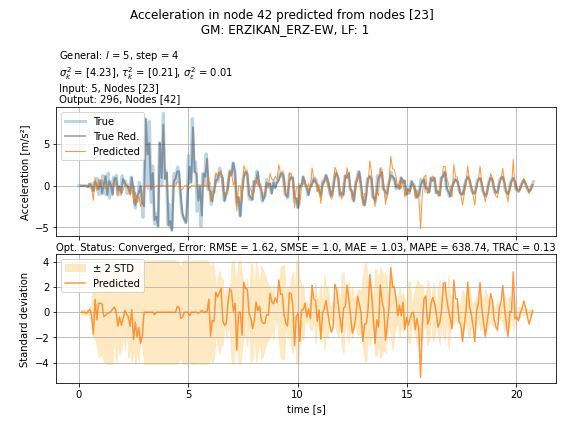 Acceleration in node 42 predicted from nodes [23]
GM: ERZIKAN_ERZ-EW, LF: 1
General: l = 5, step = 4
σ²ₖ = [4.23], τ²ₖ = [0.21], σ²ε = 0.01
Input: 5, Nodes [23]
Output: 296, Nodes [42]
True
True Red.
Predicted
Acceleration [m/s²]
5
0
−5
Opt. Status: Converged, Error: RMSE = 1.62, SMSE = 1.0, MAE = 1.03, MAPE = 638.74, TRAC = 0.13
± 2 STD
Predicted
Standard deviation
4
2
0
−2
−4
0 5 10 15 20
time [s]